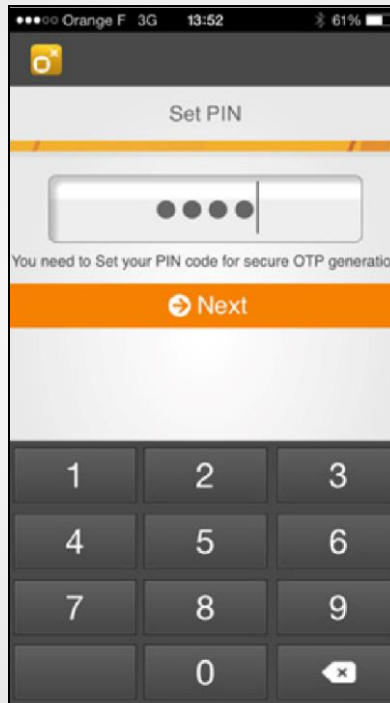 Orange F 3G 13:52 61%
Set PIN
You need to Set your PIN code for secure OTP generatio
Next
1 2 3
4 5 6
7 8 9
0